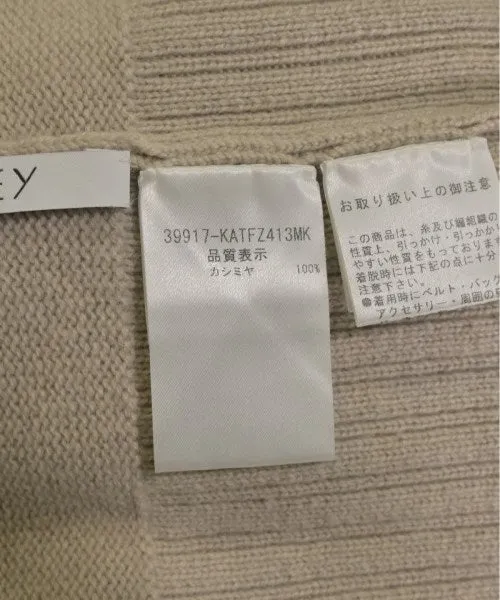 EY
39917-KATFZ413MK
品質表示
カシミヤ 100%
お取り扱い上の御注意
この商品は、糸及び編組織の
性質上、引っかけ・引っかか
やすい性質をもっておりま
着脱時には下記の点に十分
注意下さい。
●着用時にベルト・バッグ
アクセサリー・周囲の